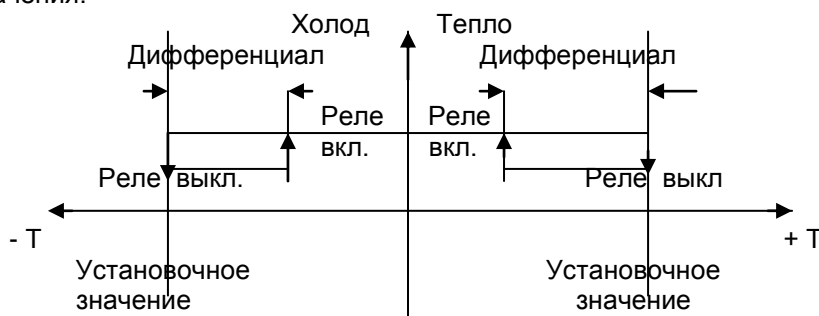 Холод Тепло
Дифференциал Дифференциал
Реле Реле
вкл. вкл.
Реле выкл. Реле выкл
- Т + Т
Установочное Установочное
значение значение